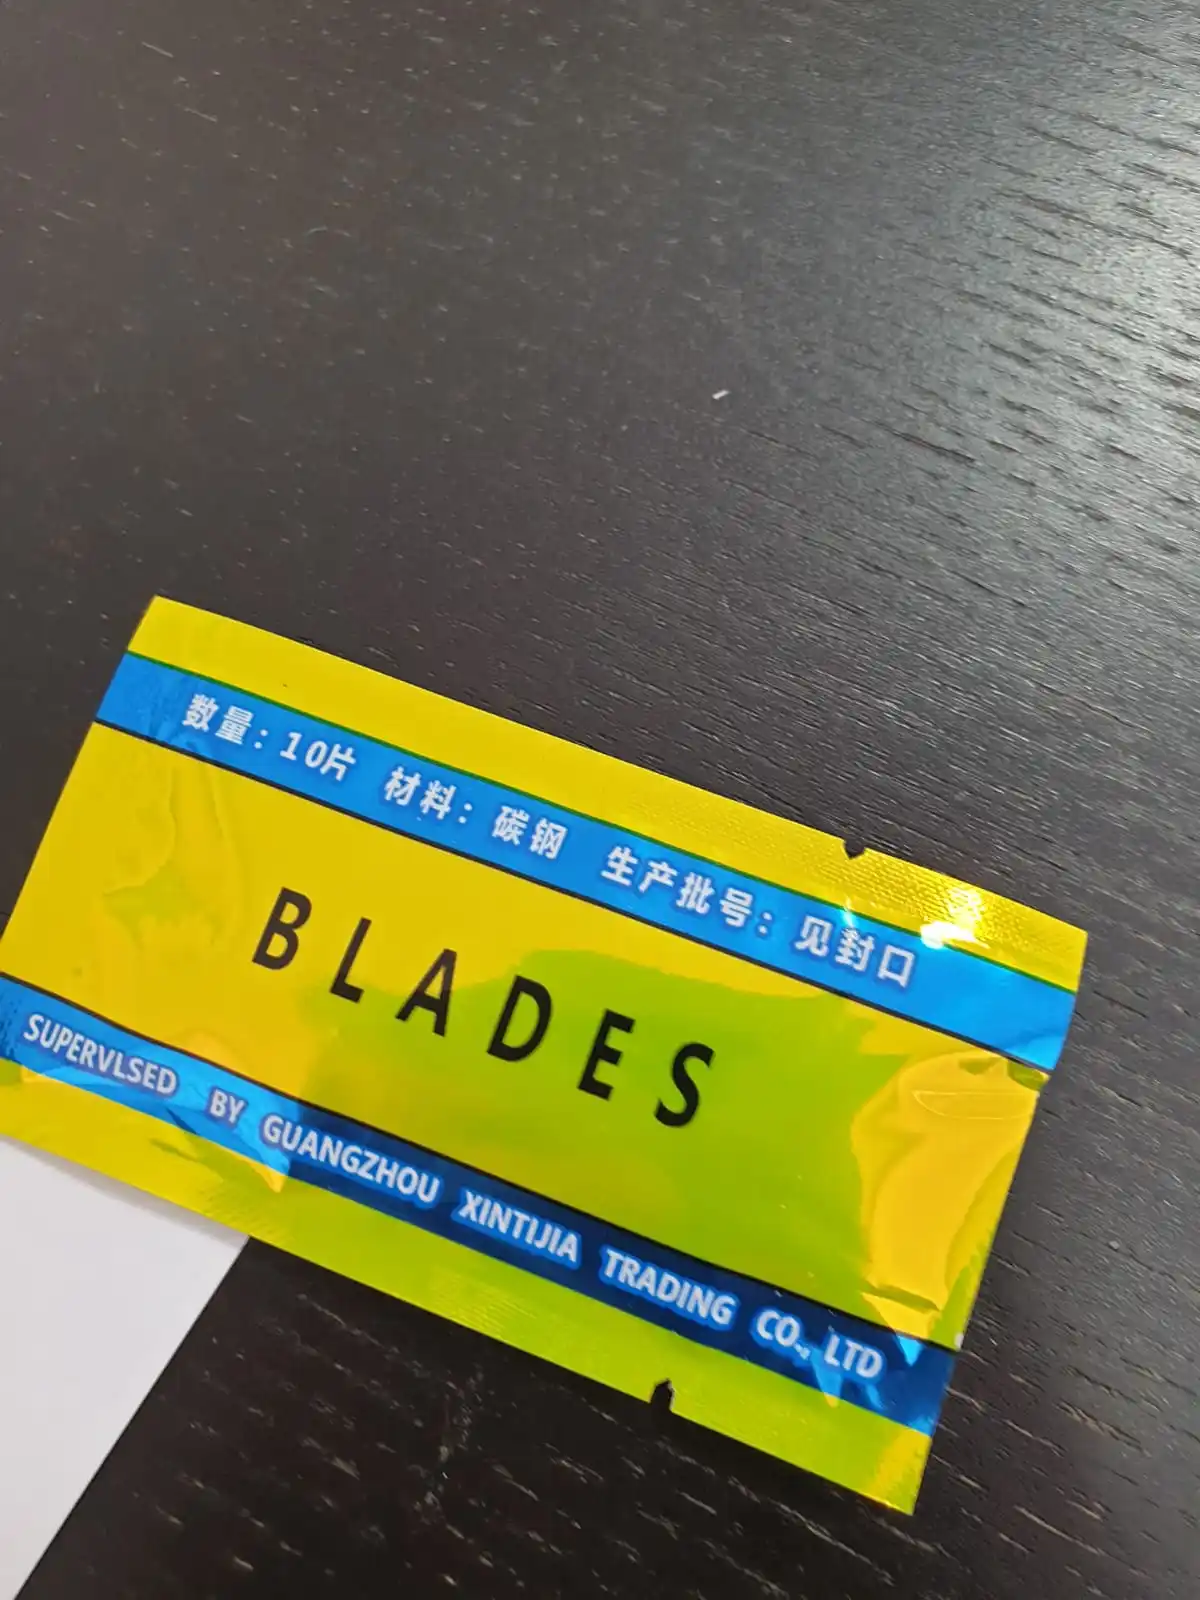 数量：10片 材料：碳钢 生产批号：见封口
BLADES
SUPERVLSED BY GUANGZHOU XINTIJIA TRADING CO., LTD